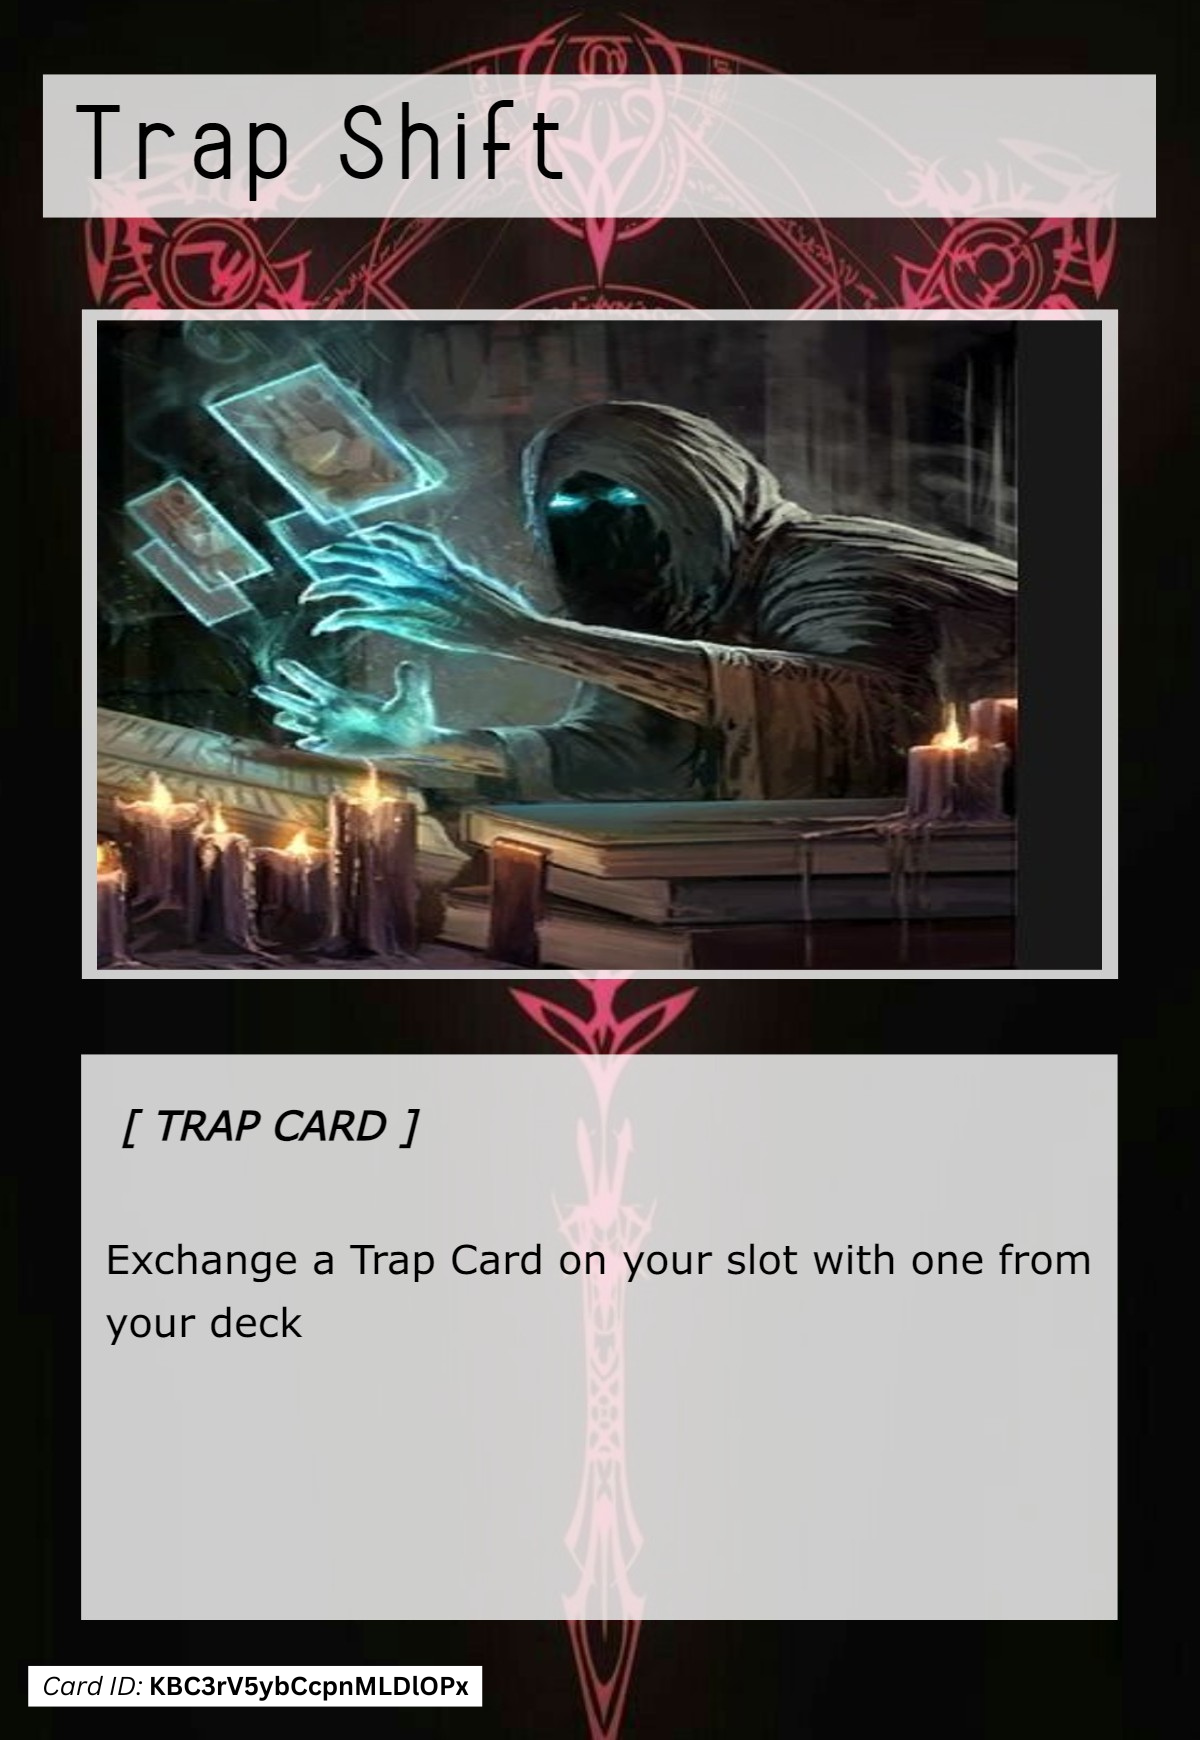 Trap Shift
[ TRAP CARD ]
Exchange a Trap Card on your slot with one from
your deck
Card ID: KBC3rV5ybCcpnMLDlOPx